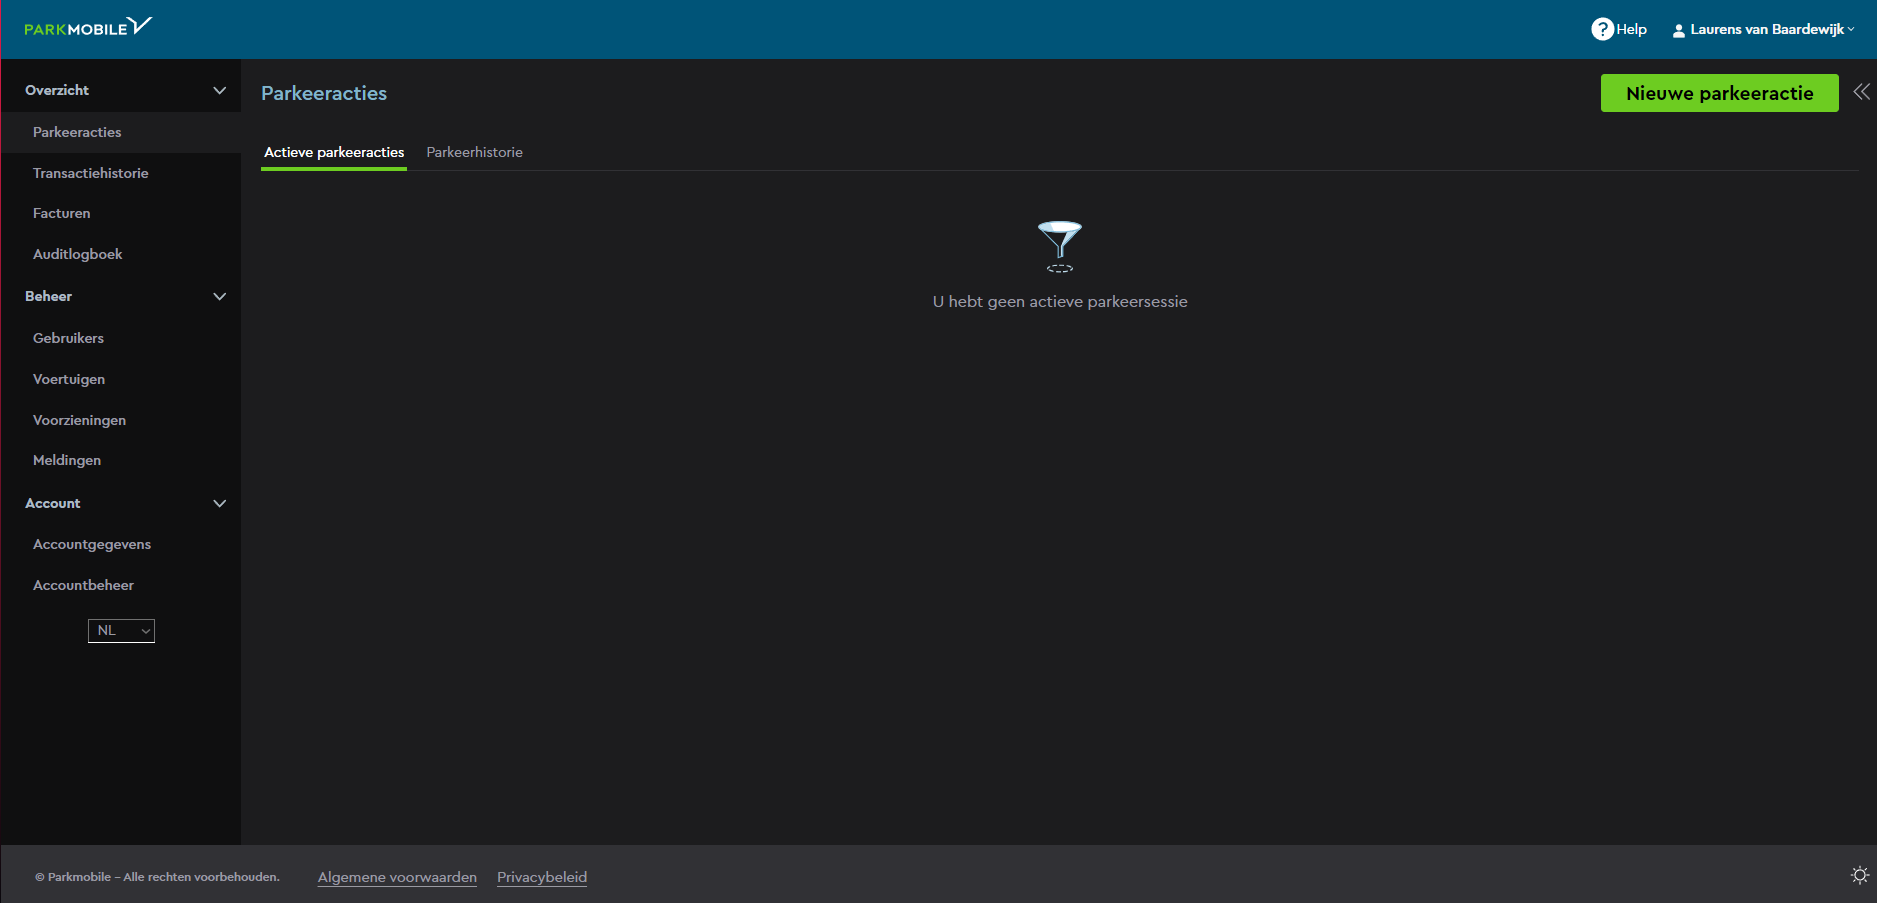 PARKMOBILE
Help
Laurens van Baardewijk
Overzicht
Parkeeracties
Transactiehistorie
Facturen
Auditlogboek
Beheer
Gebruikers
Voertuigen
Voorzieningen
Meldingen
Account
Accountgegevens
Accountbeheer
NL
Parkeeracties
Nieuwe parkeeractie
Actieve parkeeracties Parkeerhistorie
U hebt geen actieve parkeersessie
© Parkmobile – Alle rechten voorbehouden. Algemene voorwaarden Privacybeleid